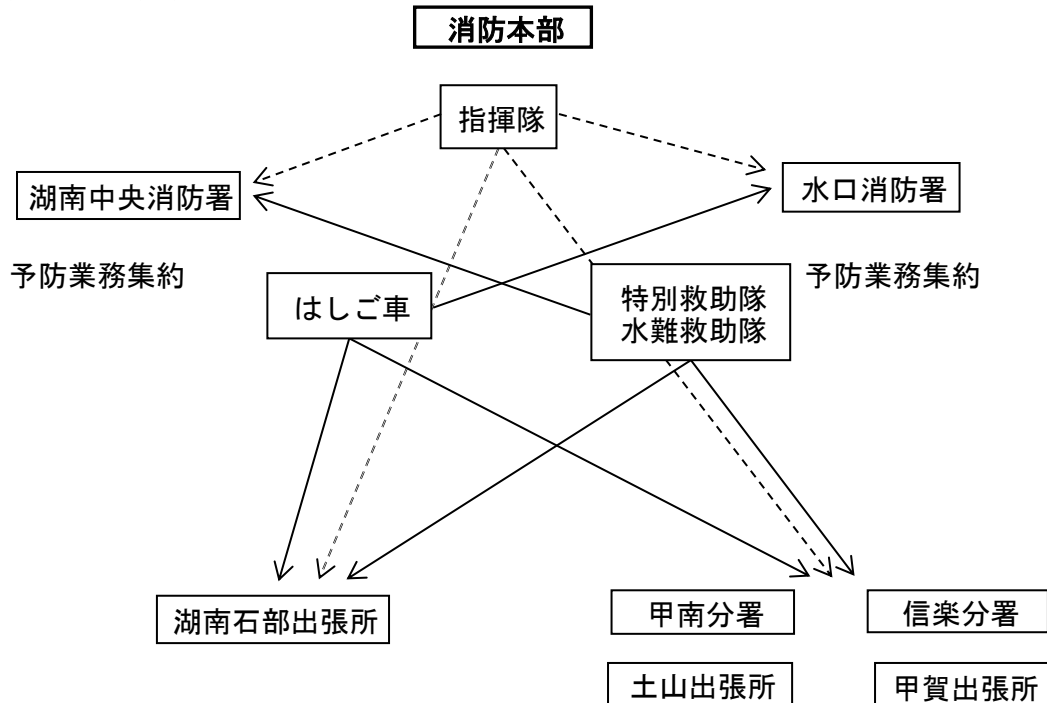 消防本部
指揮隊
湖南中央消防署
水口消防署
予防業務集約
予防業務集約
はしご車
特別救助隊
水難救助隊
湖南石部出張所
甲南分署
信楽分署
土山出張所
甲賀出張所